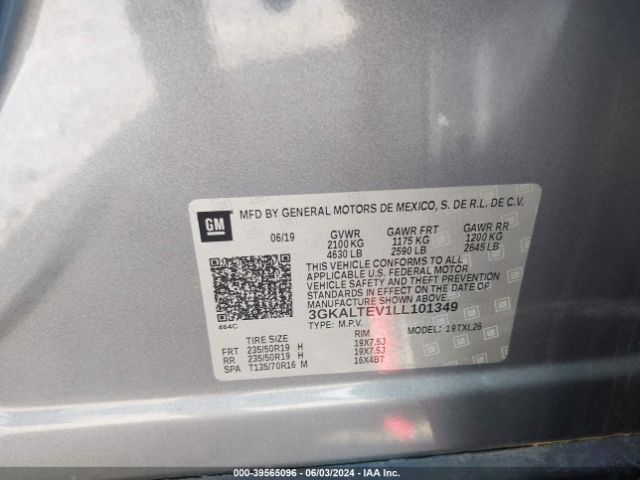 GM
MFD BY GENERAL MOTORS DE MEXICO, S. DE R.L. DE C.V.
06/19 GVWR GAWR FRT GAWR RR
2100 KG 1175 KG 1200 KG
4630 LB 2590 LB 2645 LB
THIS VEHICLE CONFORMS TO ALL
APPLICABLE U.S. FEDERAL MOTOR
VEHICLE SAFETY AND THEFT PREVENTION
STANDARDS IN EFFECT ON THE DATE OF
MANUFACTURE SHOWN ABOVE.
3GKALTEV1LL101349
464C
TYPE: M.P.V. MODEL: 19TXL26
TIRE SIZE RIM
FRT 235/50R19 H 19X7.5J
RR 235/50R19 H 19X7.5J
SPA T135/70R16 M 16X4BT
000-39565096 - 06/03/2024 - IAA Inc.